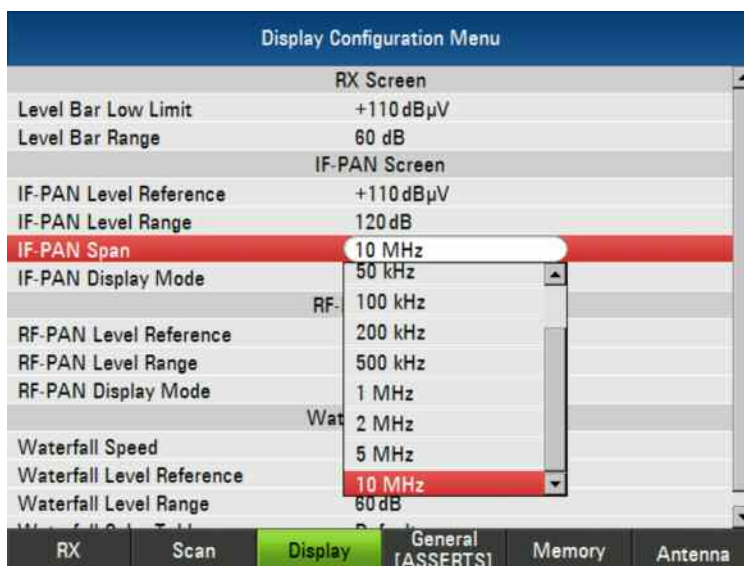 Display Configuration Menu
RX Screen
Level Bar Low Limit +110 dBµV
Level Bar Range 60 dB
IF-PAN Screen
IF-PAN Level Reference +110 dBµV
IF-PAN Level Range 120 dB
IF-PAN Span 10 MHz
50 kHz
IF-PAN Display Mode
RF- 100 kHz
RF-PAN Level Reference 200 kHz
RF-PAN Level Range 500 kHz
RF-PAN Display Mode 1 MHz
Wat 2 MHz
Waterfall Speed 5 MHz
Waterfall Level Reference
10 MHz
Waterfall Level Range 60 dB
RX Scan Display General [ASSERTS] Memory Antenna